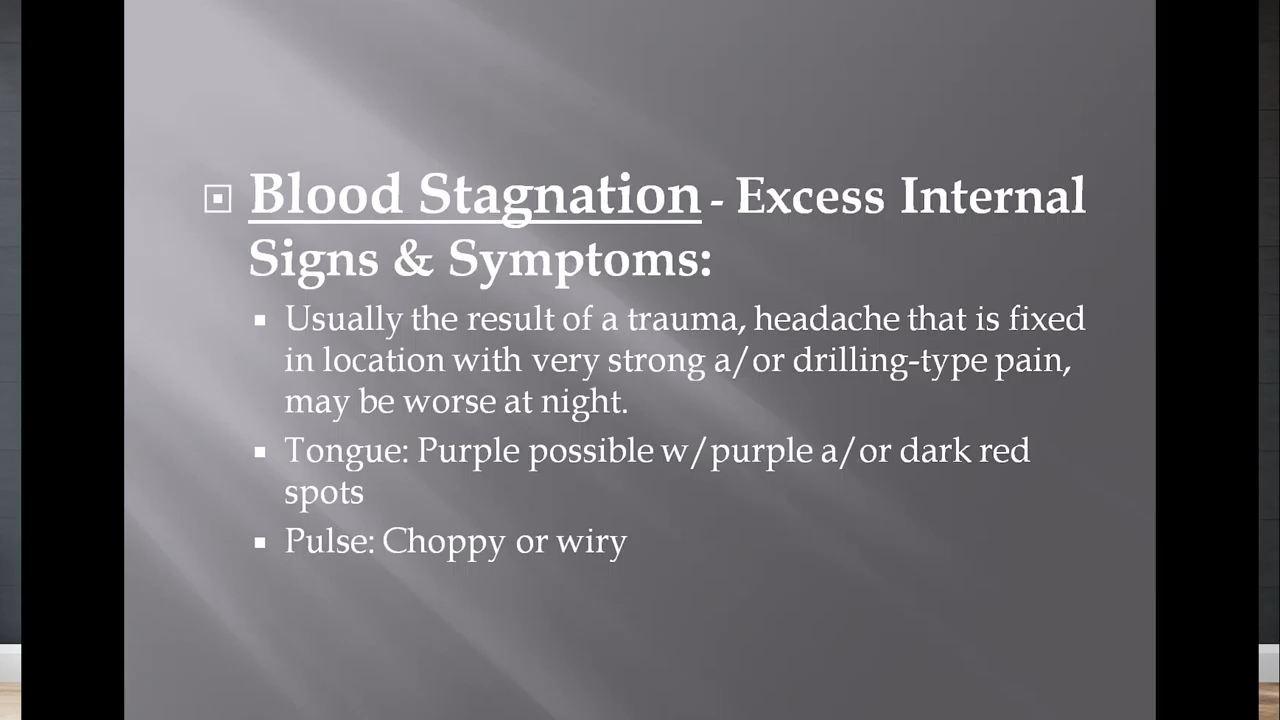 Blood Stagnation - Excess Internal
Signs & Symptoms:
Usually the result of a trauma, headache that is fixed
in location with very strong a/or drilling-type pain,
may be worse at night.
Tongue: Purple possible w/purple a/or dark red
spots
Pulse: Choppy or wiry